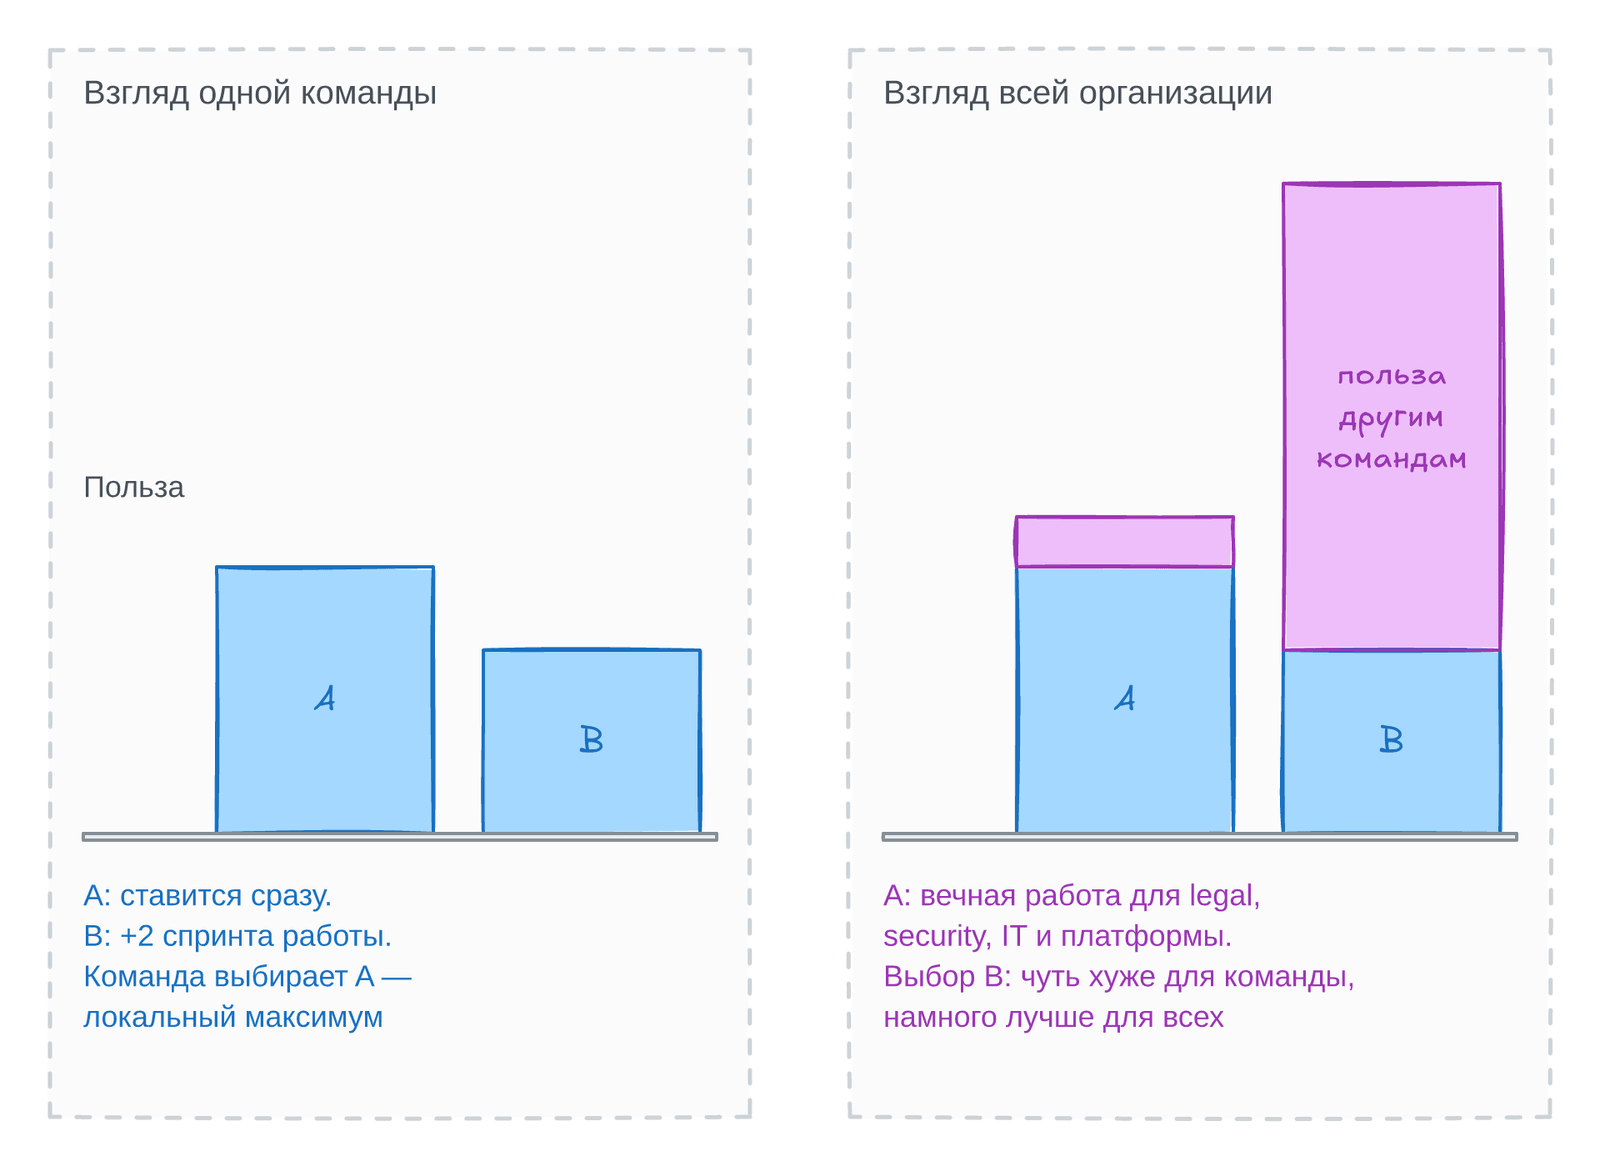 Взгляд одной команды
Польза
A
B
A: ставится сразу.
B: +2 спринта работы.
Команда выбирает A —
локальный максимум
Взгляд всей организации
польза
другим
командам
A
B
A: вечная работа для legal,
security, IT и платформы.
Выбор B: чуть хуже для команды,
намного лучше для всех